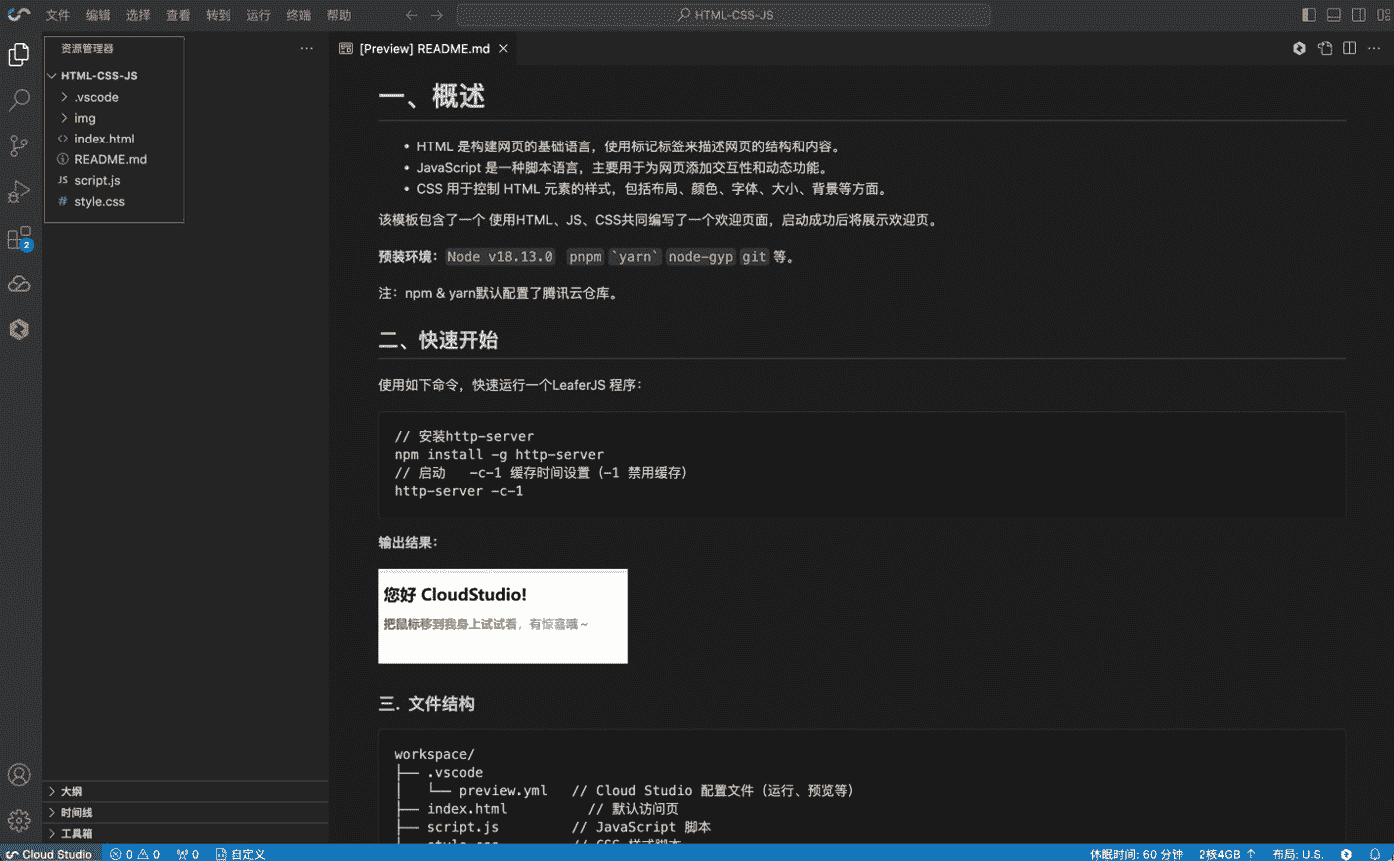 文件 编辑 选择 查看 转到 运行 终端 帮助 HTML-CSS-JS
资源管理器
HTML-CSS-JS
.vscode
img
index.html
README.md
JS script.js
# style.css
2
大纲
时间线
工具箱
[Preview] README.md
一、概述
• HTML 是构建网页的基础语言，使用标记标签来描述网页的结构和内容。
• JavaScript 是一种脚本语言，主要用于为网页添加交互性和动态功能。
• CSS 用于控制 HTML 元素的样式，包括布局、颜色、字体、大小、背景等方面。
该模板包含了一个 使用HTML、JS、CSS共同编写了一个欢迎页面，启动成功后将展示欢迎页。
预装环境：Node v18.13.0 pnpm `yarn` node-gyp git 等。
注：npm & yarn默认配置了腾讯云仓库。
二、快速开始
使用如下命令，快速运行一个LeaferJS 程序：
// 安装http-server
npm install -g http-server
// 启动 -c-1 缓存时间设置（-1 禁用缓存）
http-server -c-1
输出结果：
您好 CloudStudio!
把鼠标移到我身上试试看，有惊喜哦～
三. 文件结构
workspace/
├── .vscode
│ └── preview.yml // Cloud Studio 配置文件（运行、预览等）
├── index.html // 默认访问页
├── script.js // JavaScript 脚本
├── style.css // CSS 样式脚本
Cloud Studio 0 0 0 自定义 休眠时间: 60 分钟 2核4GB ↑ 布局: U.S.